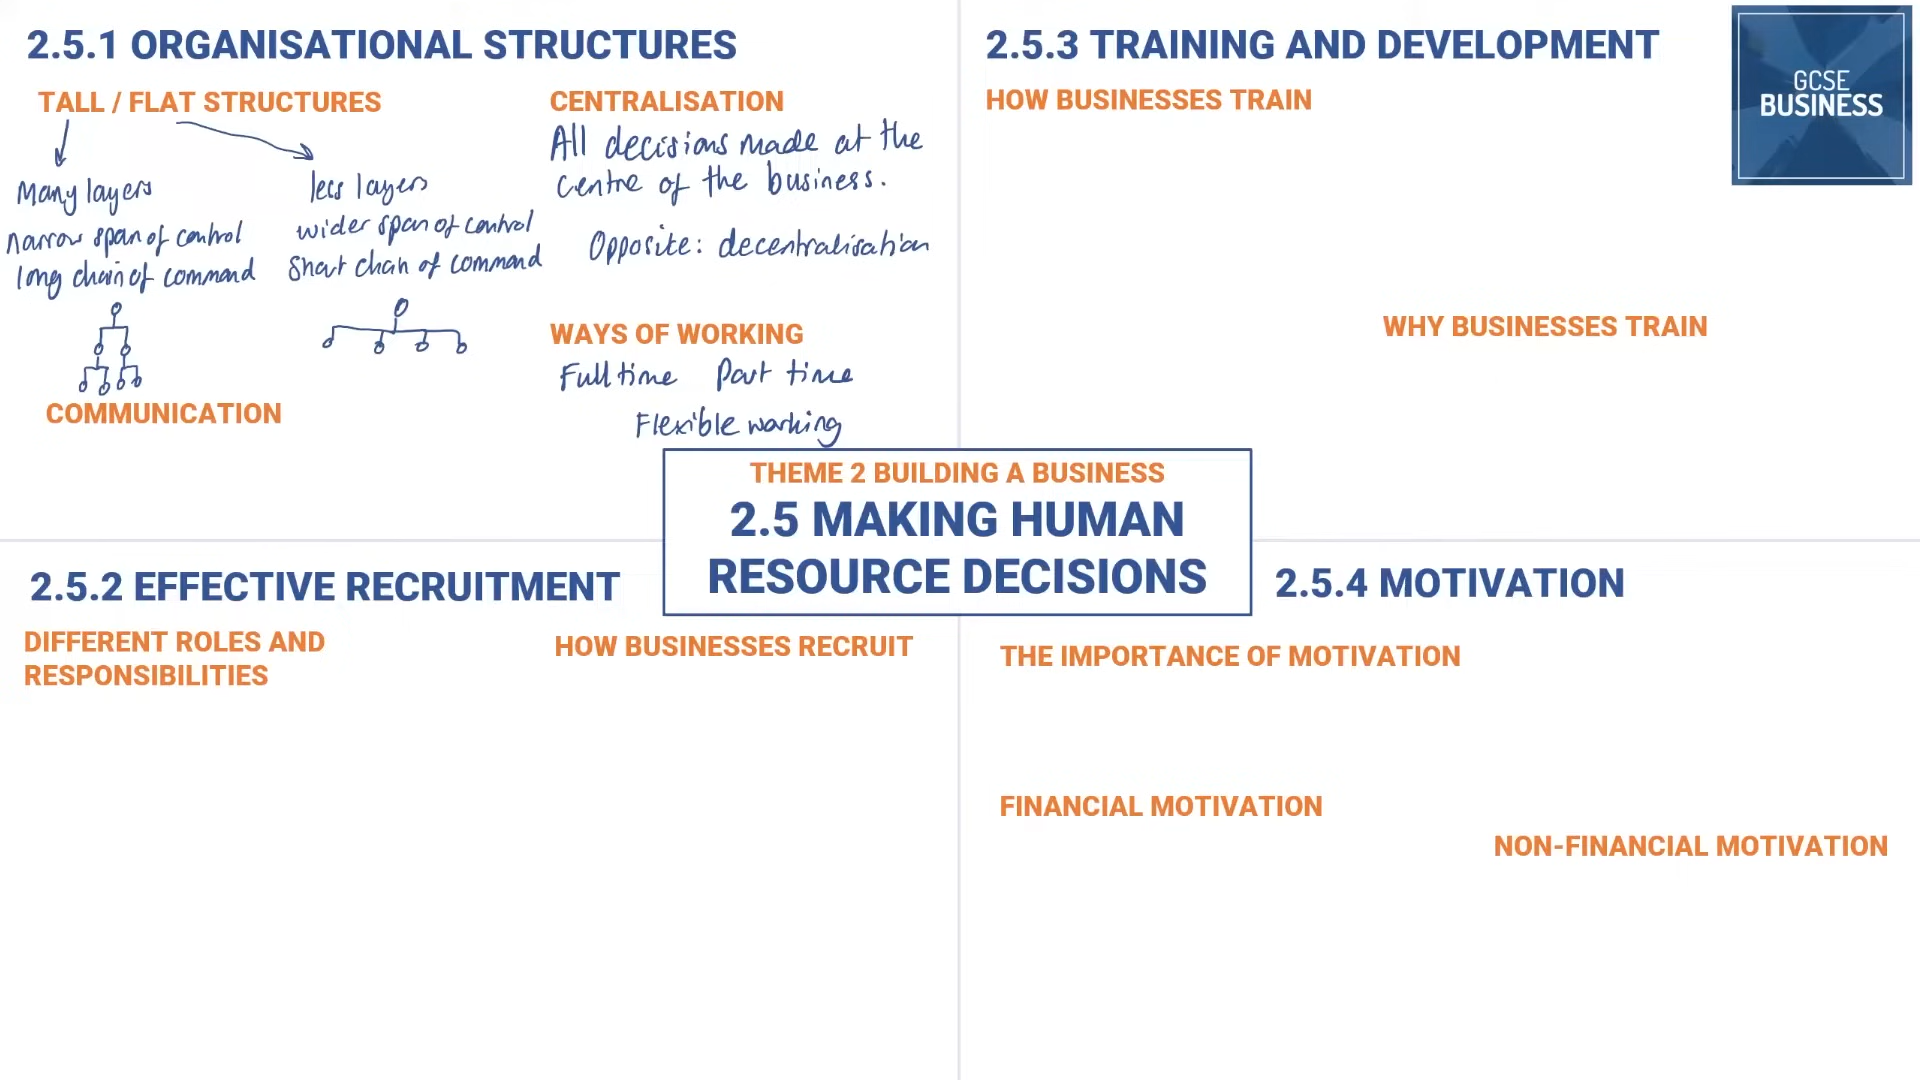 2.5.1 ORGANISATIONAL STRUCTURES
TALL / FLAT STRUCTURES
Many layers
narrow span of control
long chain of command
less layers
wider span of control
Short chain of command
COMMUNICATION
CENTRALISATION
All decisions made at the
centre of the business.
Opposite: decentralisation
WAYS OF WORKING
Full time Part time
Flexible working
2.5.3 TRAINING AND DEVELOPMENT
HOW BUSINESSES TRAIN
WHY BUSINESSES TRAIN
GCSE
BUSINESS
THEME 2 BUILDING A BUSINESS
2.5 MAKING HUMAN
RESOURCE DECISIONS
2.5.2 EFFECTIVE RECRUITMENT
DIFFERENT ROLES AND
RESPONSIBILITIES
HOW BUSINESSES RECRUIT
2.5.4 MOTIVATION
THE IMPORTANCE OF MOTIVATION
FINANCIAL MOTIVATION
NON-FINANCIAL MOTIVATION